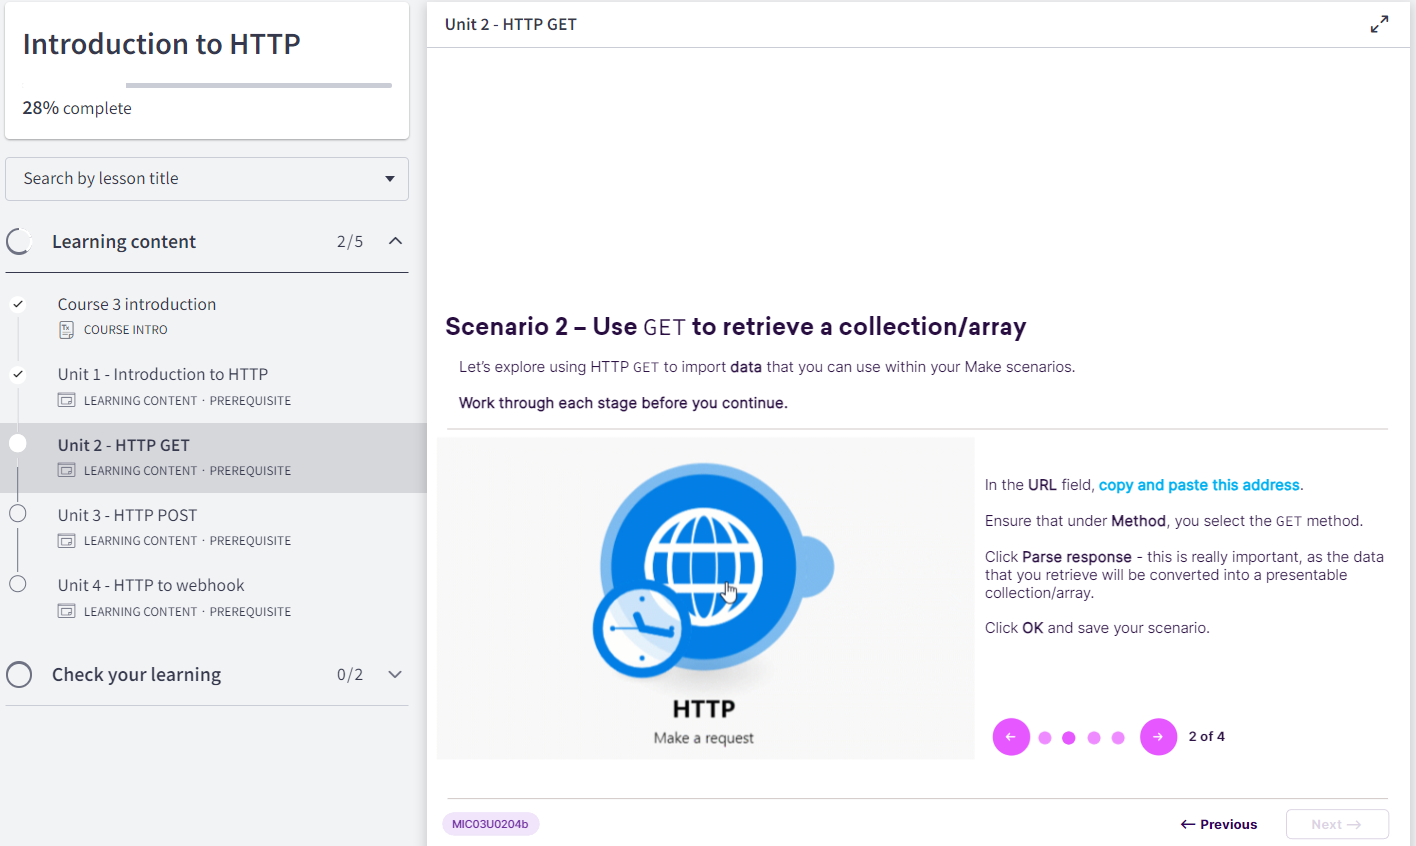 Introduction to HTTP
28% complete
Search by lesson title
Learning content 2/5
Course 3 introduction
Tx COURSE INTRO
Unit 1 - Introduction to HTTP
LEARNING CONTENT · PREREQUISITE
Unit 2 - HTTP GET
LEARNING CONTENT · PREREQUISITE
Unit 3 - HTTP POST
LEARNING CONTENT · PREREQUISITE
Unit 4 - HTTP to webhook
LEARNING CONTENT · PREREQUISITE
Check your learning 0/2
Unit 2 - HTTP GET
Scenario 2 – Use GET to retrieve a collection/array
Let's explore using HTTP GET to import data that you can use within your Make scenarios.
Work through each stage before you continue.
HTTP
Make a request
In the URL field, copy and paste this address.
Ensure that under Method, you select the GET method.
Click Parse response - this is really important, as the data
that you retrieve will be converted into a presentable
collection/array.
Click OK and save your scenario.
← → 2 of 4
MIC03U0204b
← Previous
Next →